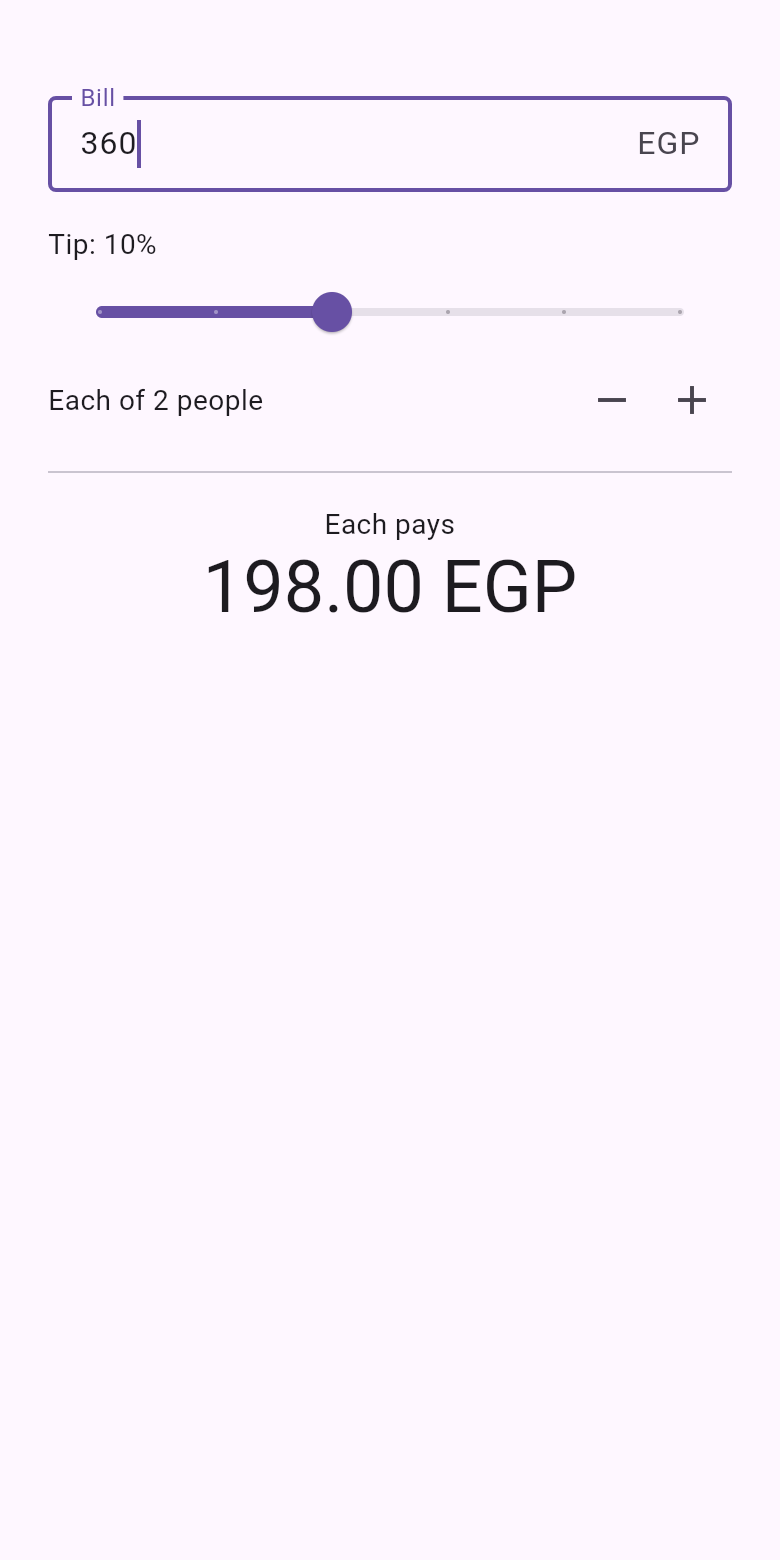 Bill
360 EGP
Tip: 10%
Each of 2 people
Each pays
198.00 EGP